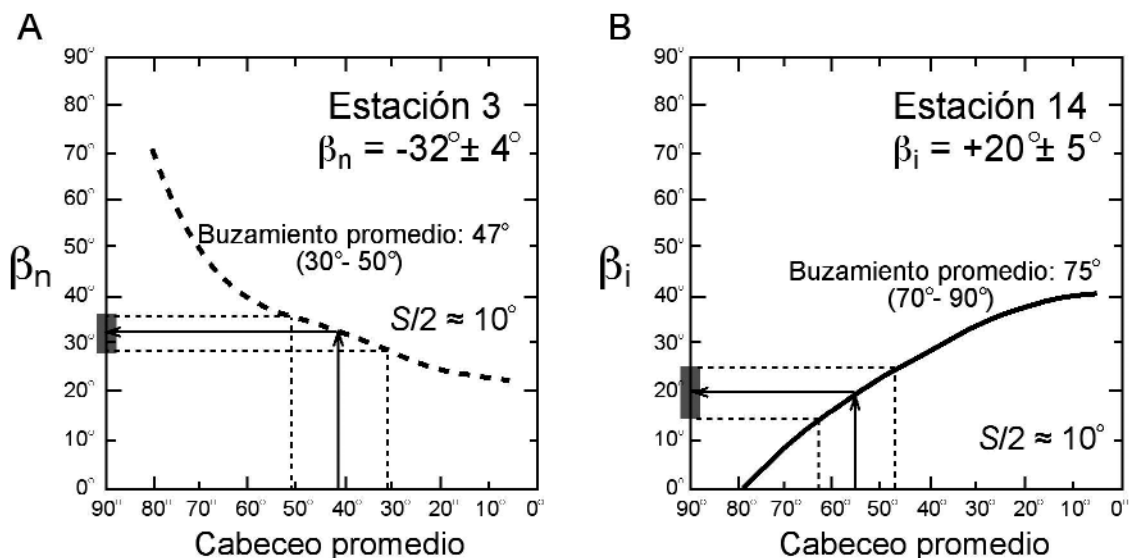 A
90°
80°
70°
60°
50°
40°
30°
20°
10°
0°
βn
Estación 3
βn = -32°± 4°
Buzamiento promedio: 47°
(30°- 50°)
S/2 ≈ 10°
90° 80° 70° 60° 50° 40° 30° 20° 10° 0°
Cabeceo promedio
B
90°
80°
70°
60°
50°
40°
30°
20°
10°
0°
βi
Estación 14
βi = +20°± 5°
Buzamiento promedio: 75°
(70°- 90°)
S/2 ≈ 10°
90° 80° 70° 60° 50° 40° 30° 20° 10° 0°
Cabeceo promedio